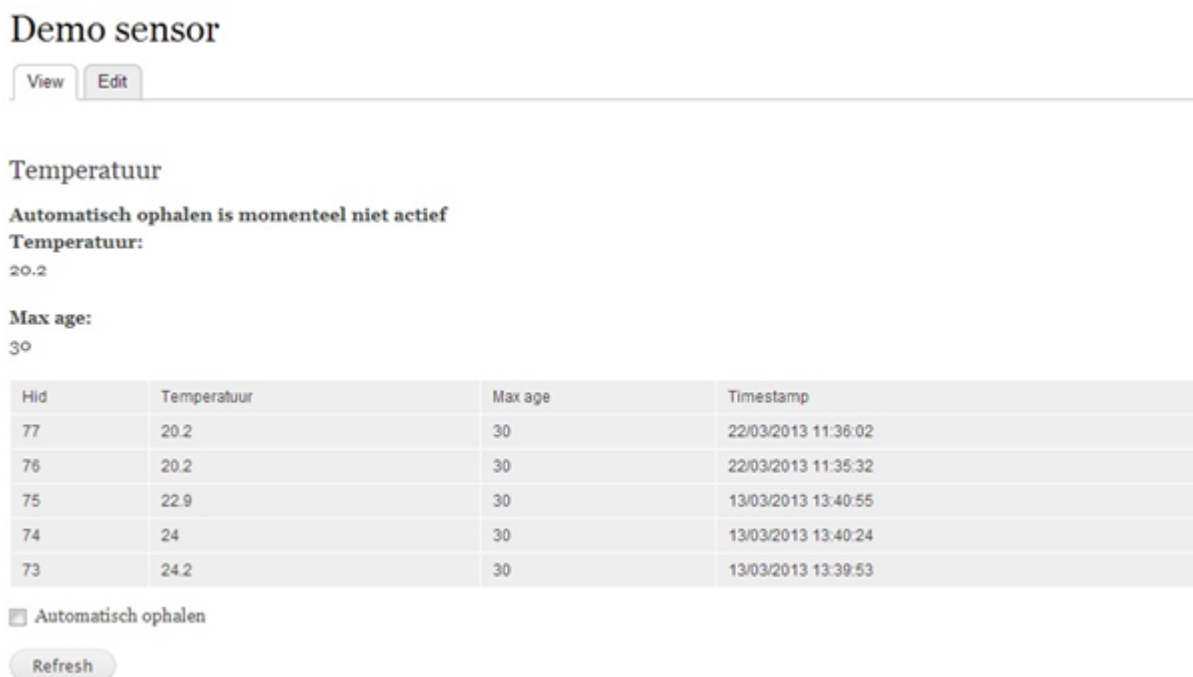 Demo sensor
View Edit
Temperatuur
Automatisch ophalen is momenteel niet actief
Temperatuur:
20.2
Max age:
30
Hid Temperatuur Max age Timestamp
77 20.2 30 22/03/2013 11:36:02
76 20.2 30 22/03/2013 11:35:32
75 22.9 30 13/03/2013 13:40:55
74 24 30 13/03/2013 13:40:24
73 24.2 30 13/03/2013 13:39:53
Automatisch ophalen
Refresh